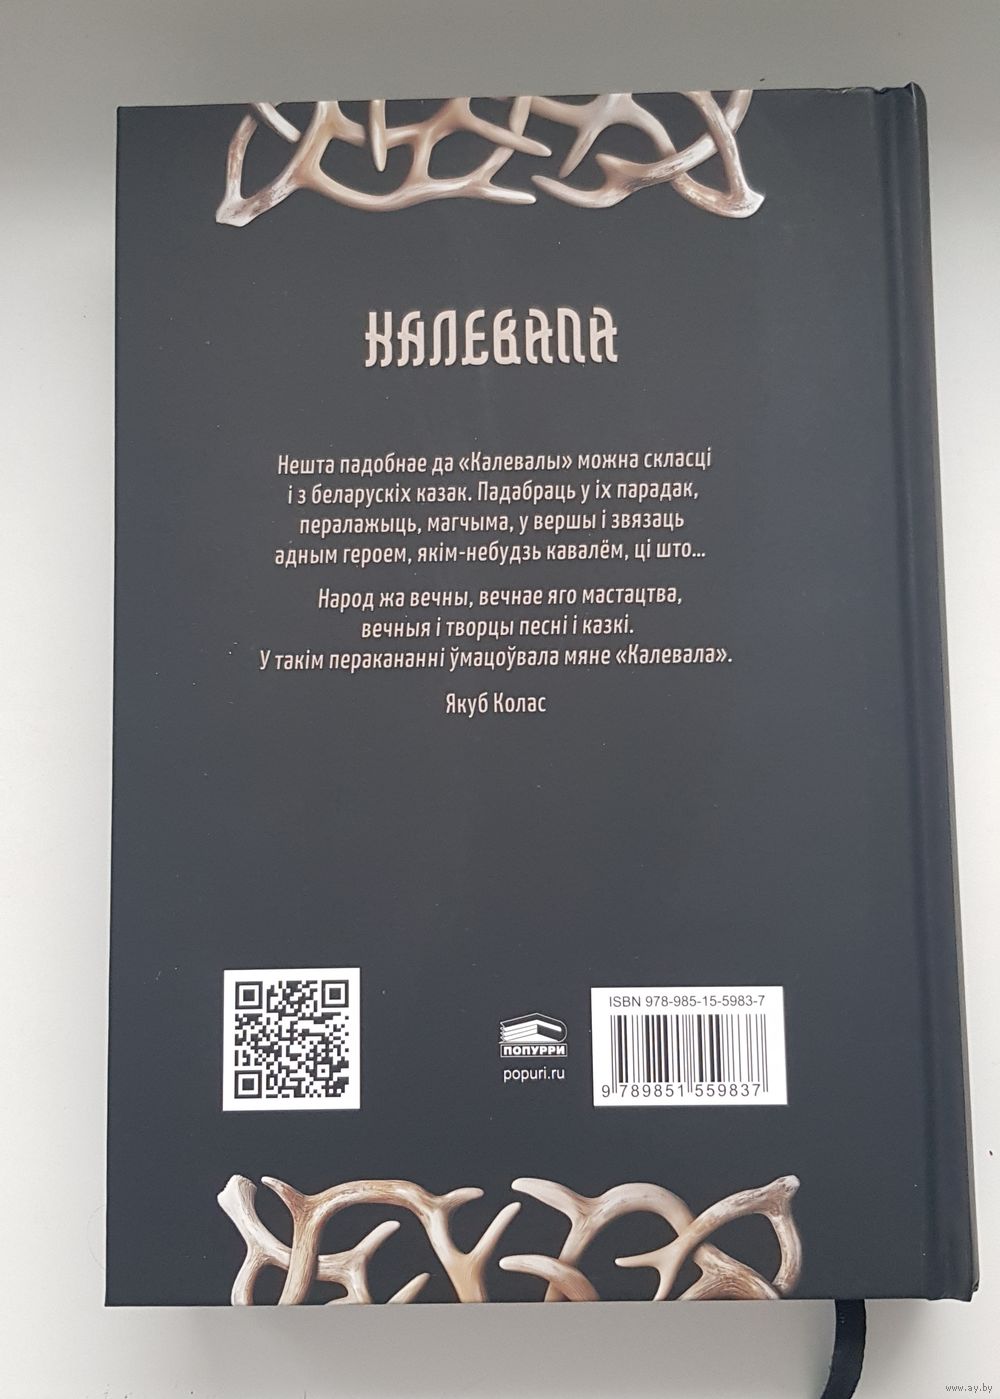 КАЛЕВАЛА
Нешта падобнае да «Калевалы» можна скласці
і з беларускіх казак. Падабраць у іх парадак,
пералажыць, магчыма, у вершы і звязаць
адным героем, якім-небудзь кавалём, ці што...
Народ жа вечны, вечнае яго мастацтва,
вечныя і творцы песні і казкі.
У такім перакананні ўмацоўвала мяне «Калевала».
Якуб Колас
ПОПУРРИ
popuri.ru
ISBN 978-985-15-5983-7
9 789851 559837
www.ay.by